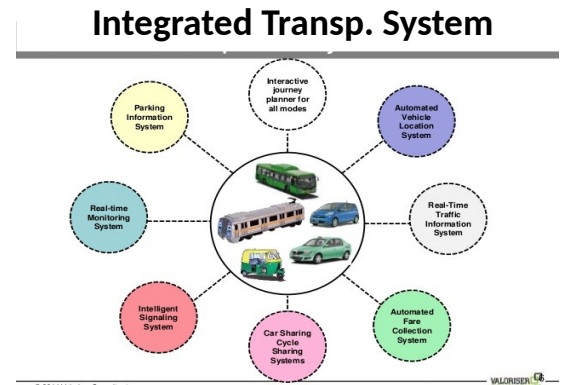 Integrated Transp. System
Interactive
journey
planner for
all modes
Parking
Information
System
Automated
Vehicle
Location
System
Real-time
Monitoring
System
Real-Time
Traffic
Information
System
Intelligent
Signaling
System
Automated
Fare
Collection
System
Car Sharing
Cycle
Sharing
Systems
VALORISER